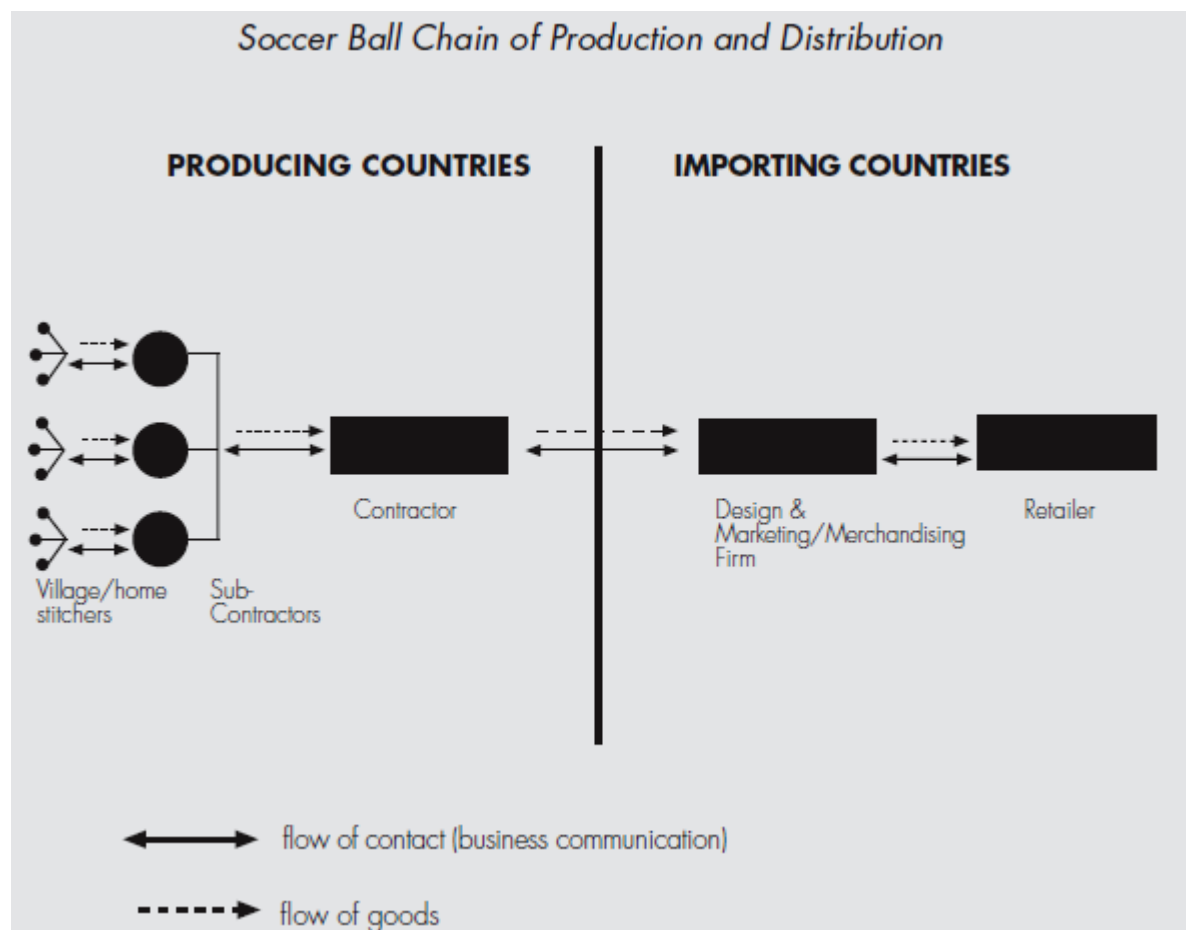 Soccer Ball Chain of Production and Distribution
PRODUCING COUNTRIES
IMPORTING COUNTRIES
Contractor
Design &
Marketing/Merchandising
Firm
Retailer
Village/home
stitchers
Sub-
Contractors
flow of contact (business communication)
flow of goods